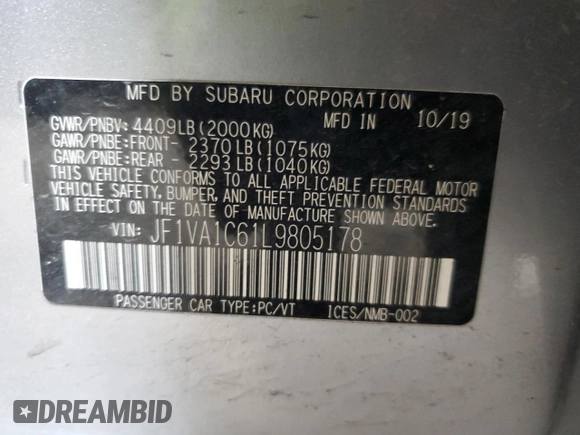 MFD BY SUBARU CORPORATION
GVWR/PNBV: 4409LB(2000KG) MFD IN 10/19
GAWR/PNBE:FRONT- 2370LB(1075KG)
GAWR/PNBE:REAR - 2293LB(1040KG)
THIS VEHICLE CONFORMS TO ALL APPLICABLE FEDERAL MOTOR
VEHICLE SAFETY, BUMPER, AND THEFT PREVENTION STANDARDS
IN EFFECT ON THE DATE OF MANUFACTURE SHOWN ABOVE.
VIN: JF1VA1C61L9805178
PASSENGER CAR TYPE:PC/VT ICES/NMB-002
DREAMBID